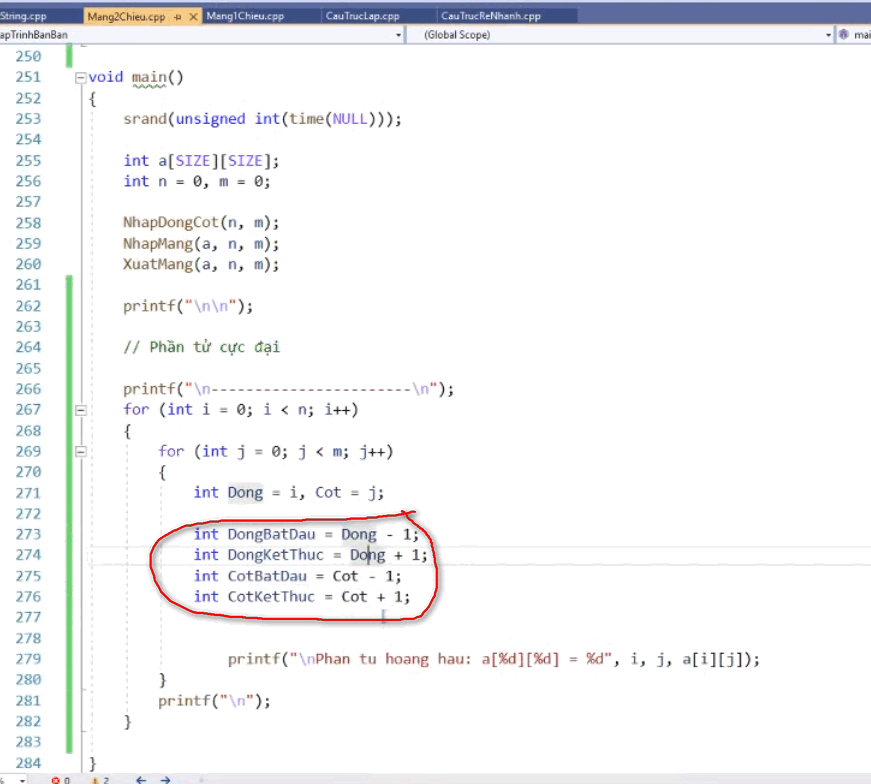 String.cpp Mang2Chieu.cpp Mang1Chieu.cpp CauTrucLap.cpp CauTrucReNhanh.cpp
apTrinhBanBan (Global Scope) mai
250
251 void main()
252 {
253 srand(unsigned int(time(NULL)));
254
255 int a[SIZE][SIZE];
256 int n = 0, m = 0;
257
258 NhapDongCot(n, m);
259 NhapMang(a, n, m);
260 XuatMang(a, n, m);
261
262 printf("\n\n");
263
264 // Phần tử cực đại
265
266 printf("\n-----------------------\n");
267 for (int i = 0; i < n; i++)
268 {
269 for (int j = 0; j < m; j++)
270 {
271 int Dong = i, Cot = j;
272
273 int DongBatDau = Dong - 1;
274 int DongKetThuc = Dong + 1;
275 int CotBatDau = Cot - 1;
276 int CotKetThuc = Cot + 1;
277
278
279 printf("\nPhan tu hoang hau: a[%d][%d] = %d", i, j, a[i][j]);
280 }
281 printf("\n");
282 }
283
284 }
0 2